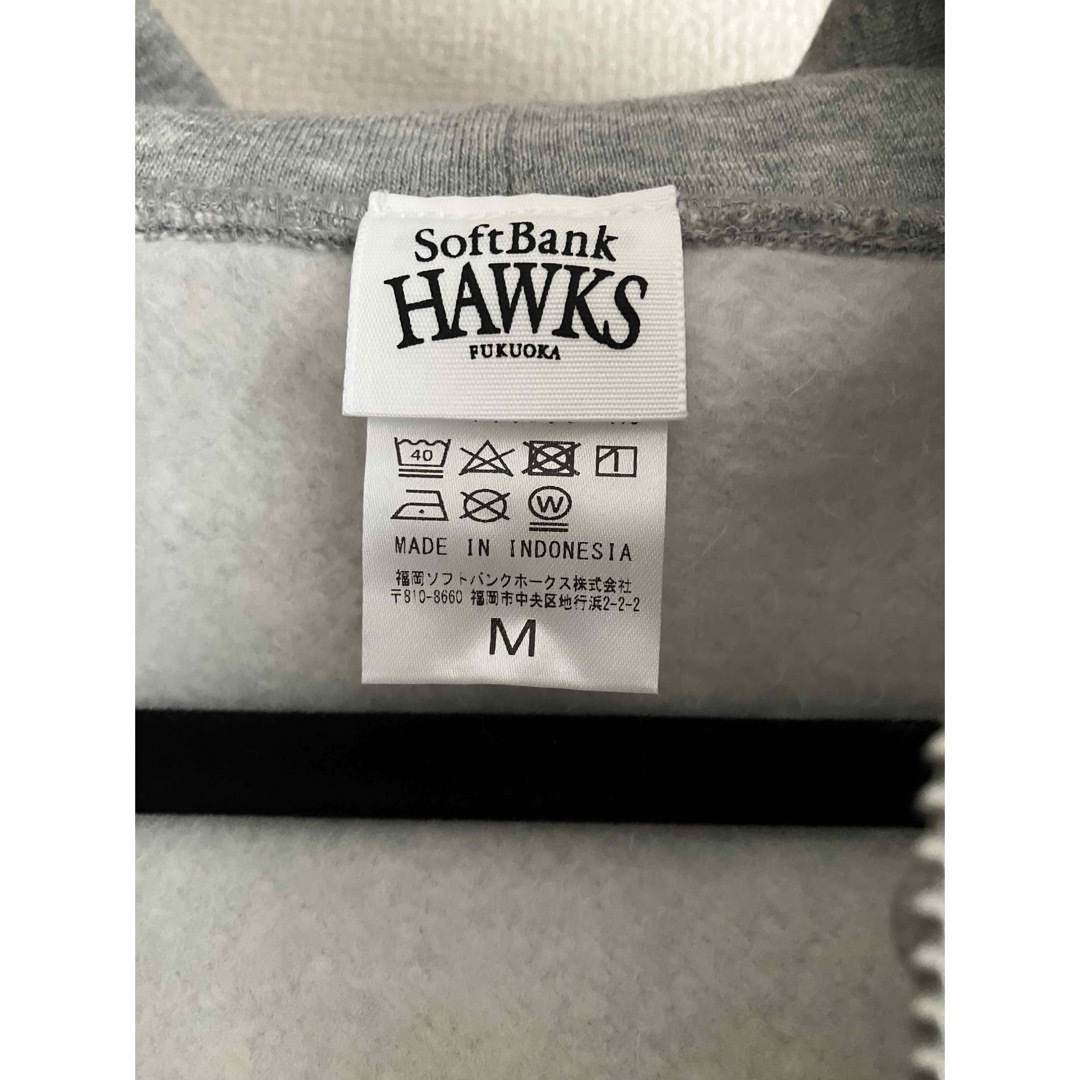 SoftBank
HAWKS
FUKUOKA
40
1
W
MADE IN INDONESIA
福岡ソフトバンクホークス株式会社
〒810-8660 福岡市中央区地行浜2-2-2
M